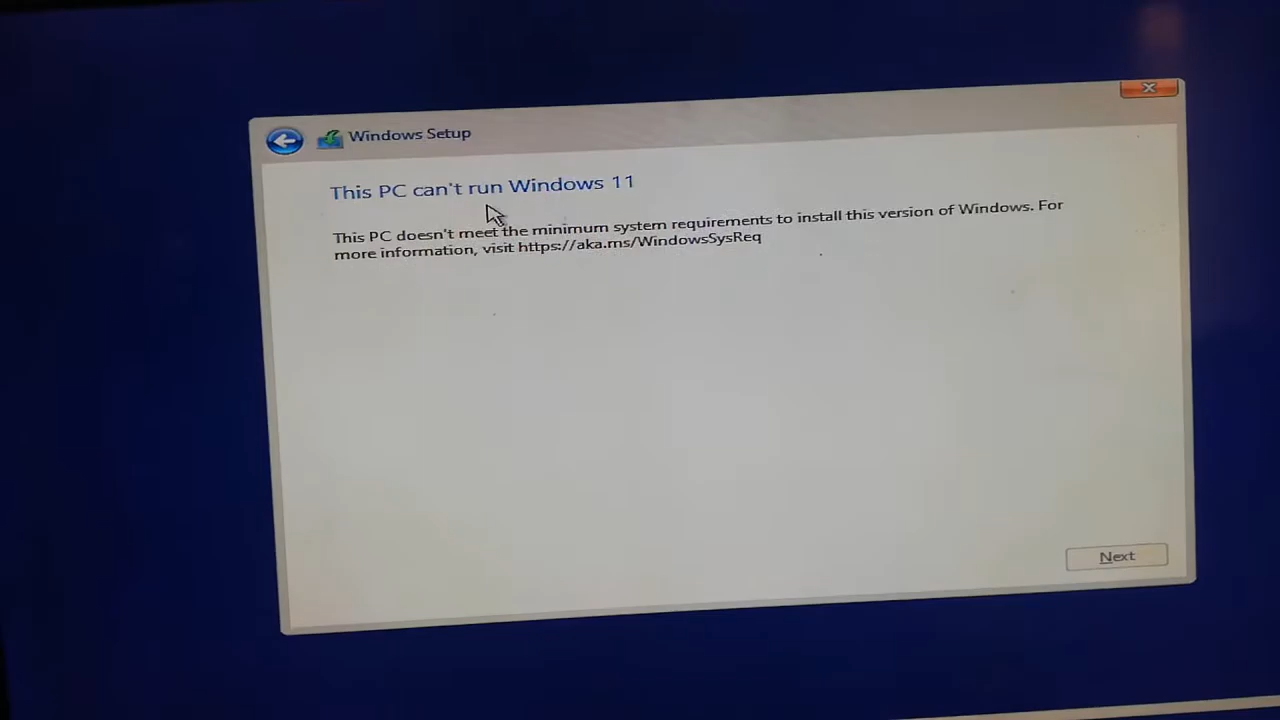 Windows Setup
This PC can't run Windows 11
This PC doesn't meet the minimum system requirements to install this version of Windows. For
more information, visit https://aka.ms/WindowsSysReq
Next